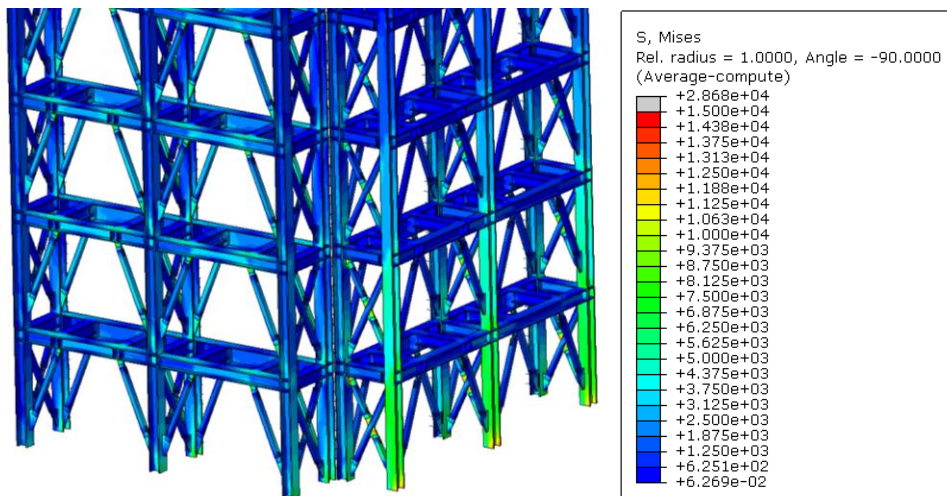 S, Mises
Rel. radius = 1.0000, Angle = -90.0000
(Average-compute)
+2.868e+04
+1.500e+04
+1.438e+04
+1.375e+04
+1.313e+04
+1.250e+04
+1.188e+04
+1.125e+04
+1.063e+04
+1.000e+04
+9.375e+03
+8.750e+03
+8.125e+03
+7.500e+03
+6.875e+03
+6.250e+03
+5.625e+03
+5.000e+03
+4.375e+03
+3.750e+03
+3.125e+03
+2.500e+03
+1.875e+03
+1.250e+03
+6.251e+02
+6.269e-02